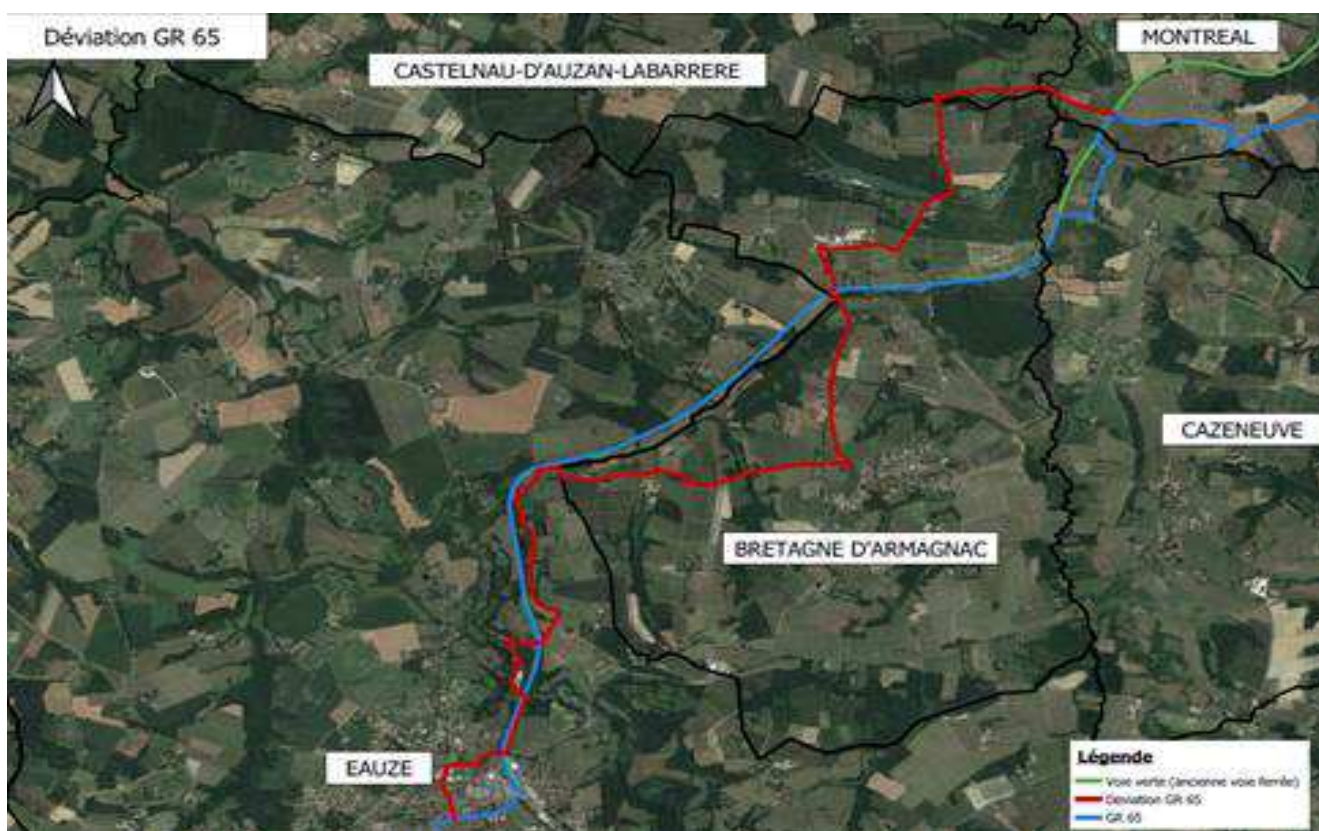 Déviation GR 65
MONTREAL
CASTELNAU-D'AUZAN-LABARRERE
CAZENEUVE
BRETAGNE D'ARMAGNAC
EAUZE
Légende
Voie verte (ancienne voie ferrée)
Déviation GR 65
GR 65